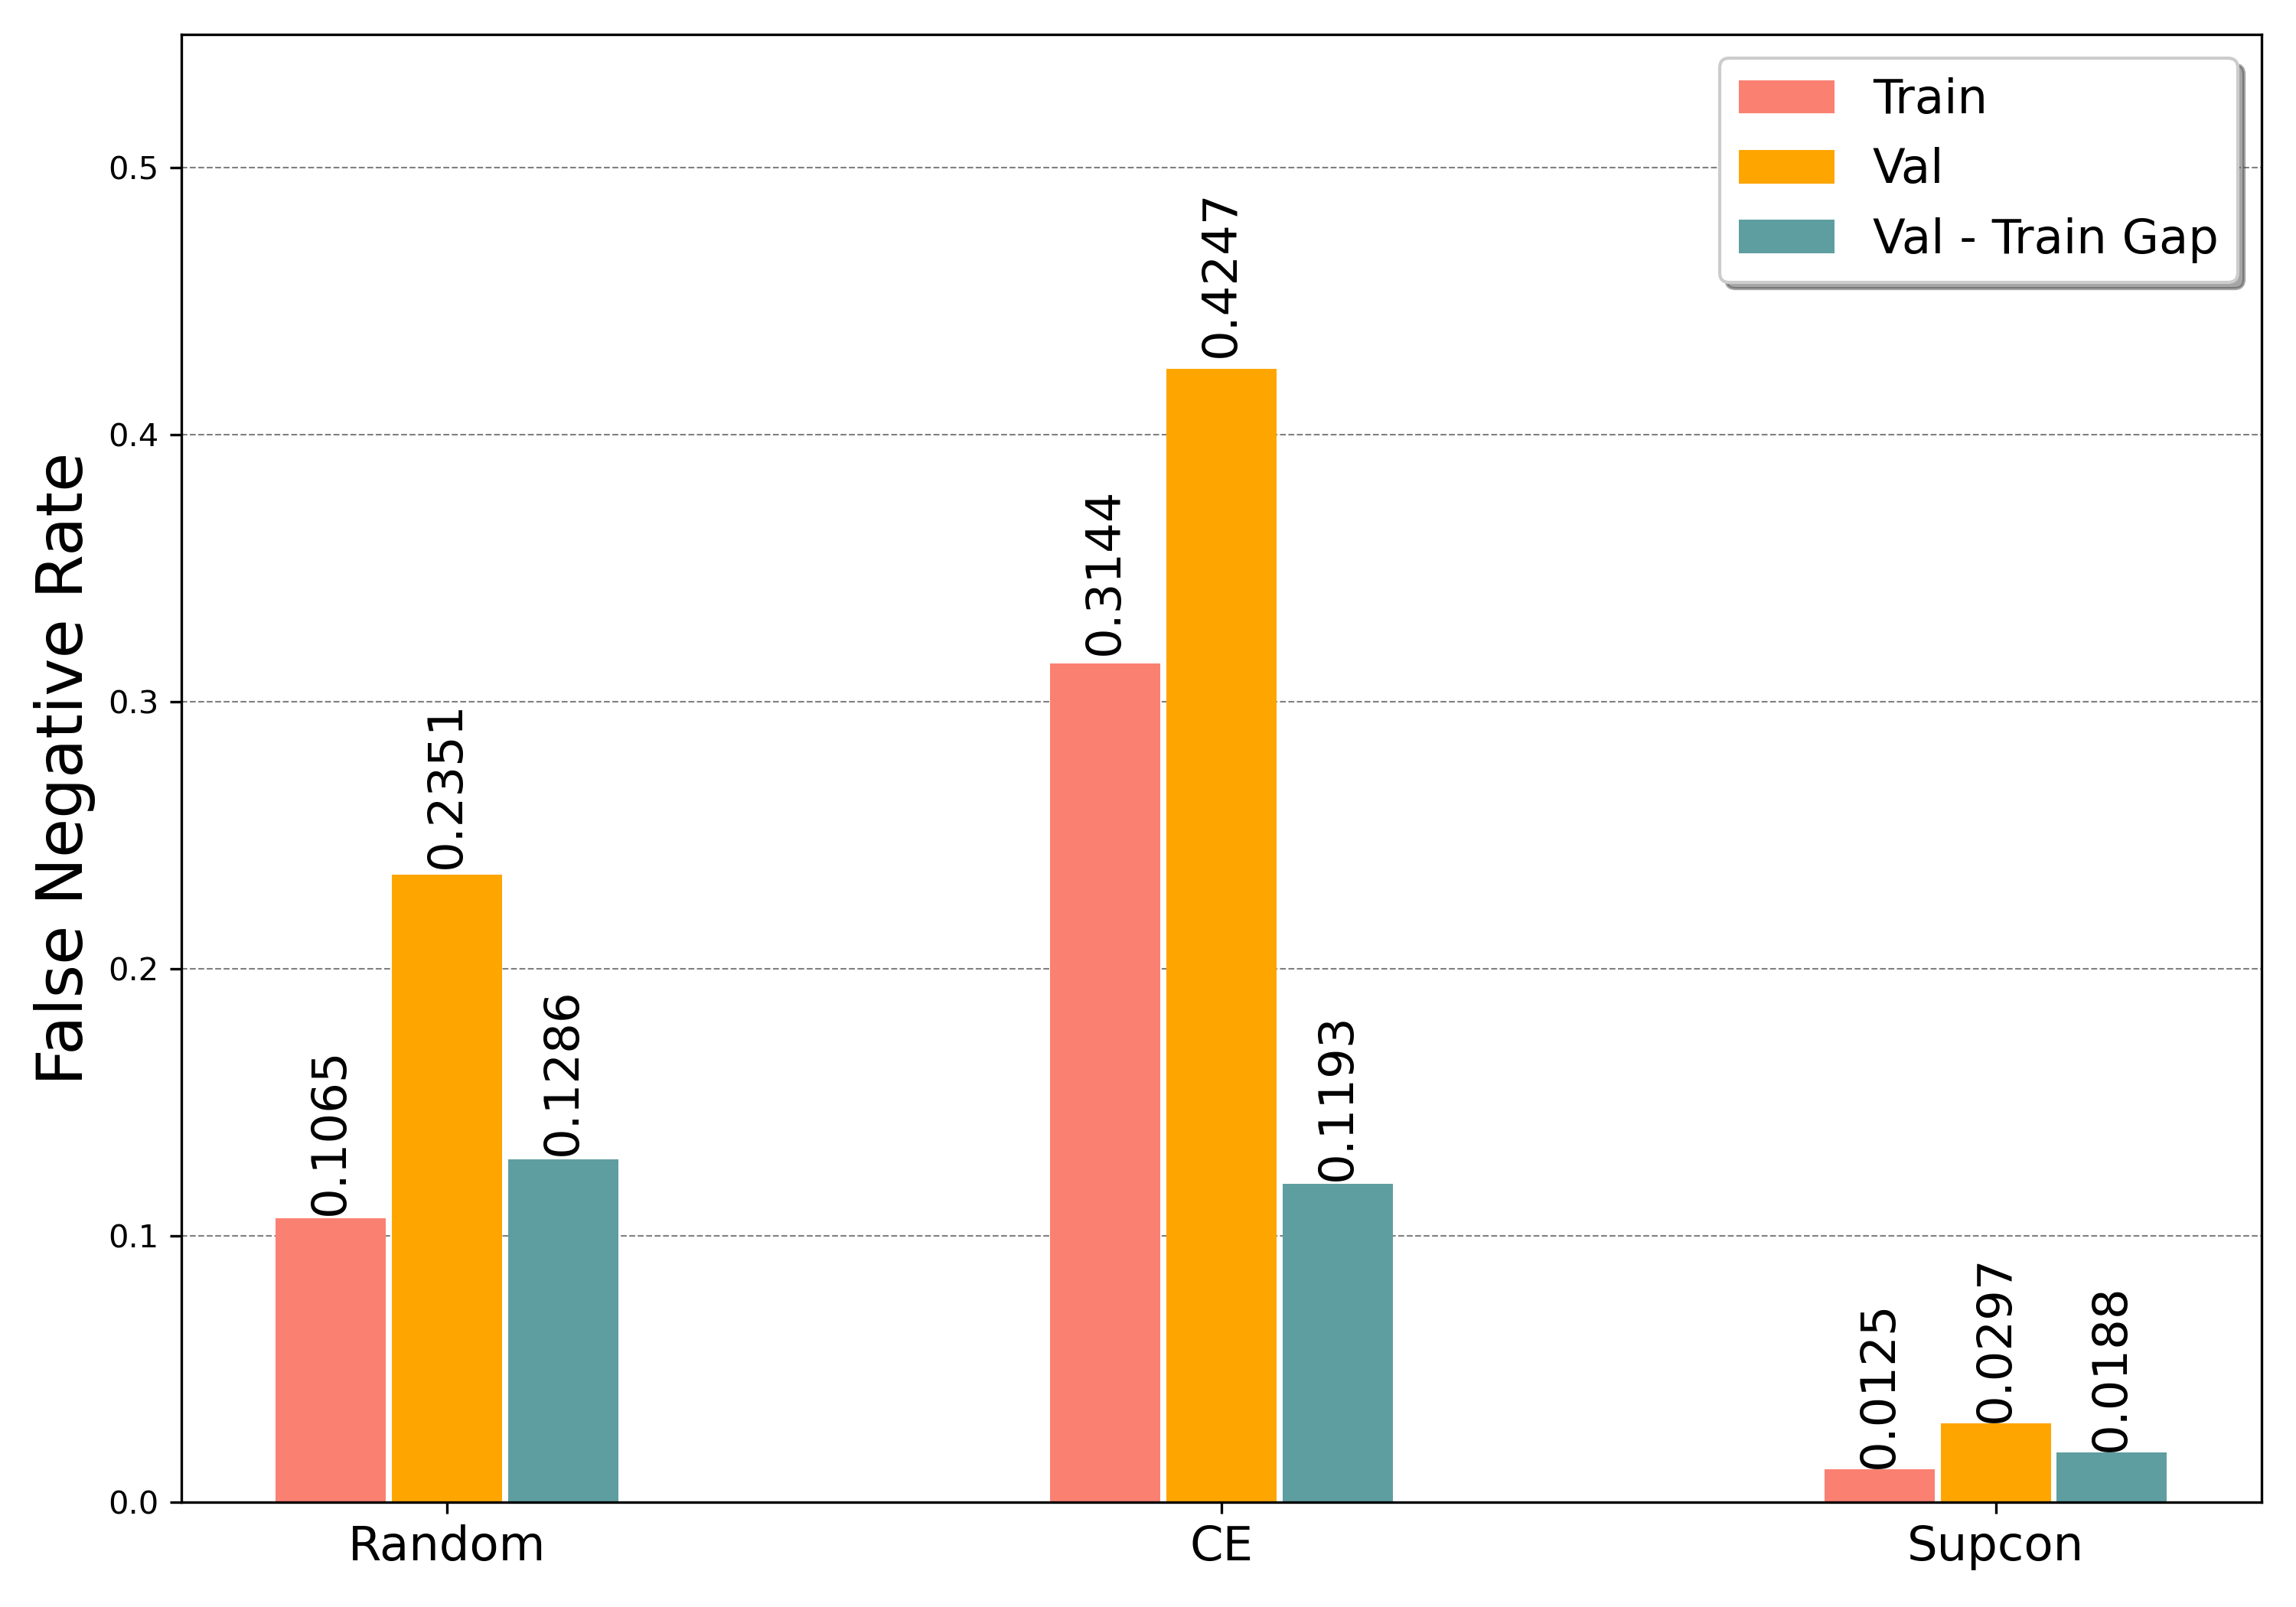 Train
Val
Val - Train Gap
False Negative Rate
0.5
0.4
0.3
0.2
0.1
0.0
0.1065
0.2351
0.1286
0.3144
0.4247
0.1193
0.0125
0.0297
0.0188
Random
CE
Supcon